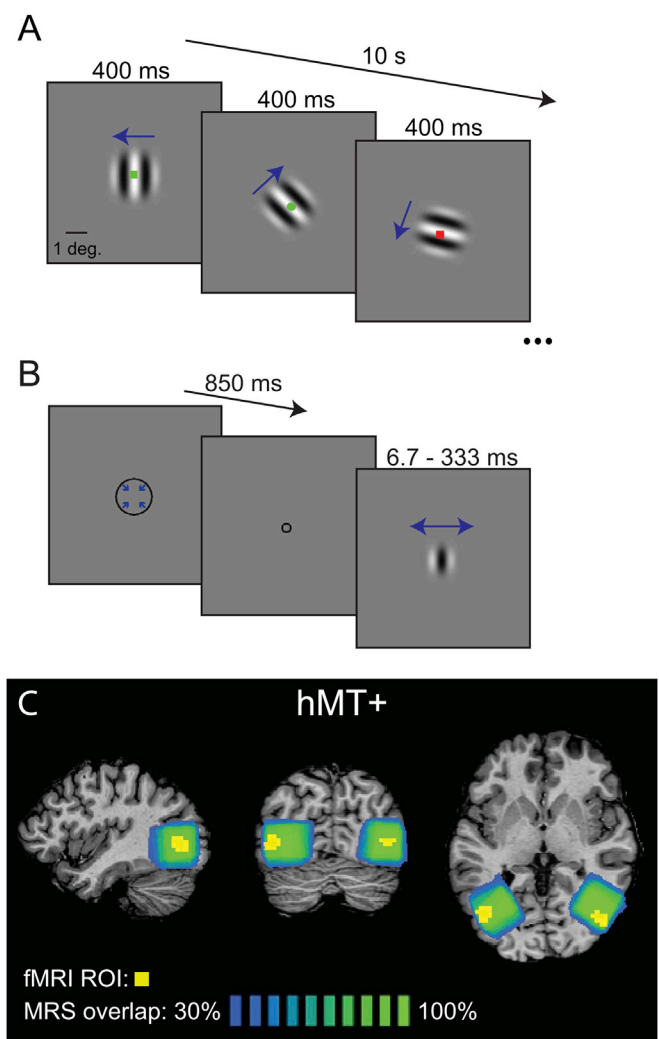 A
10 s
400 ms
400 ms
400 ms
1 deg.
...
B
850 ms
6.7 - 333 ms
C
hMT+
fMRI ROI:
MRS overlap: 30% 100%